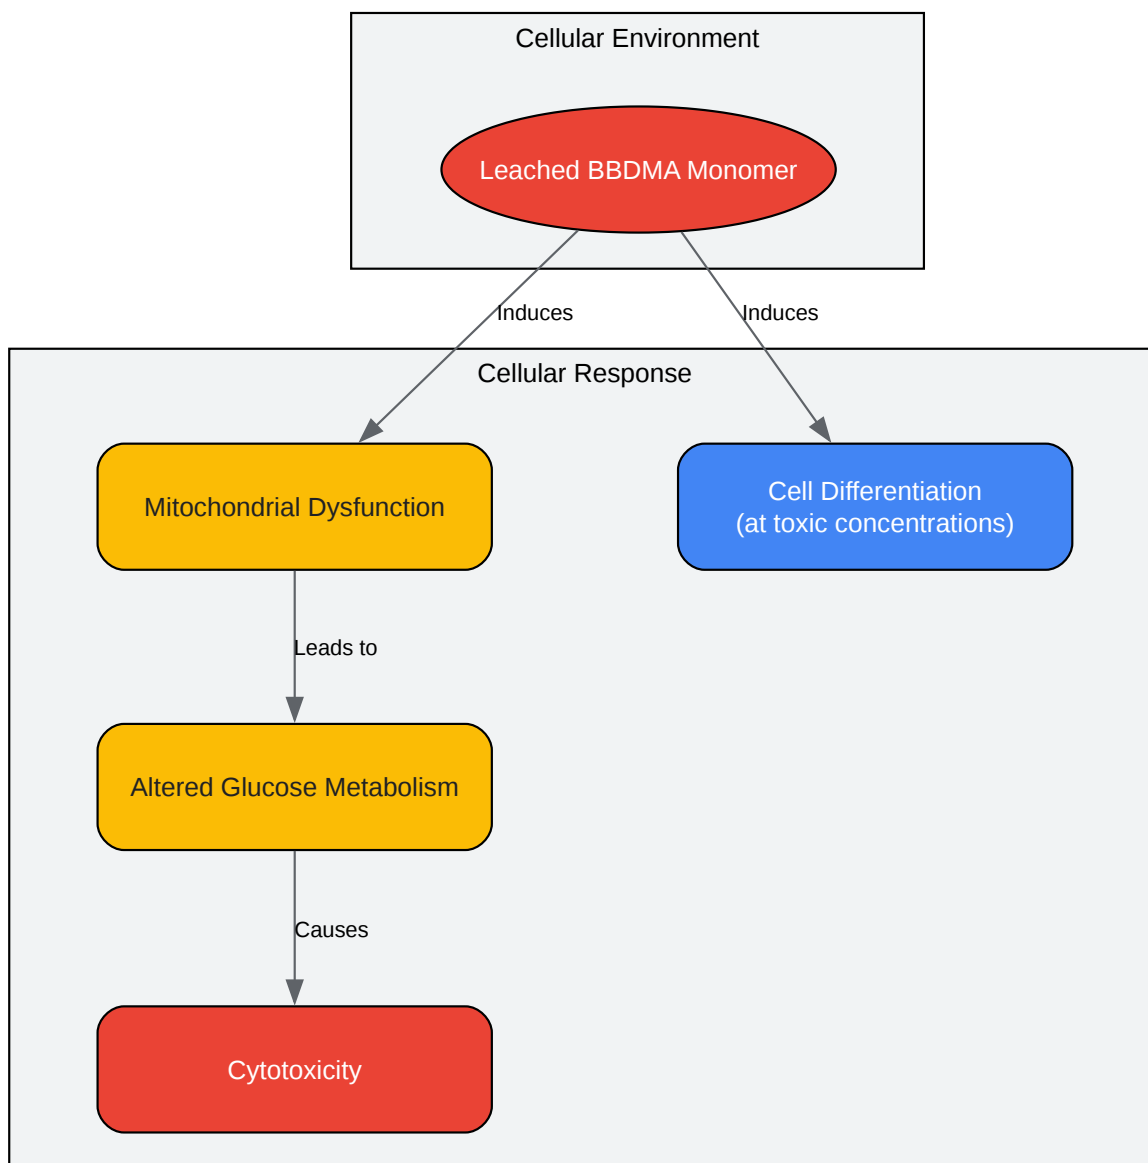 Cellular Environment
Leached BBDMA Monomer
Induces
Induces
Cellular Response
Mitochondrial Dysfunction
Cell Differentiation
(at toxic concentrations)
Leads to
Altered Glucose Metabolism
Causes
Cytotoxicity